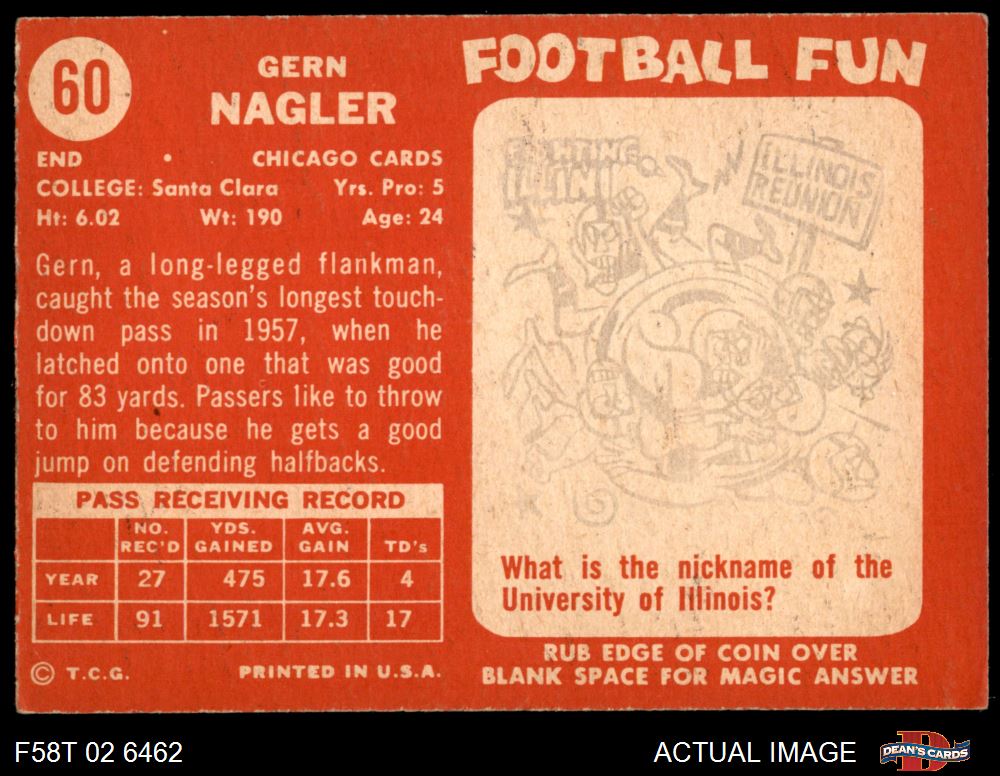 60
GERN
NAGLER
END • CHICAGO CARDS
COLLEGE: Santa Clara Yrs. Pro: 5
Ht: 6.02 Wt: 190 Age: 24
Gern, a long-legged flankman,
caught the season's longest touch-
down pass in 1957, when he
latched onto one that was good
for 83 yards. Passers like to throw
to him because he gets a good
jump on defending halfbacks.
PASS RECEIVING RECORD
NO. REC'D YDS. GAINED AVG. GAIN TD's
YEAR 27 475 17.6 4
LIFE 91 1571 17.3 17
© T.C.G. PRINTED IN U.S.A.
FOOTBALL FUN
FIGHTING
ILLINI
ILLINOIS
REUNION
What is the nickname of the
University of Illinois?
RUB EDGE OF COIN OVER
BLANK SPACE FOR MAGIC ANSWER
F58T 02 6462
ACTUAL IMAGE
D
DEAN'S CARDS